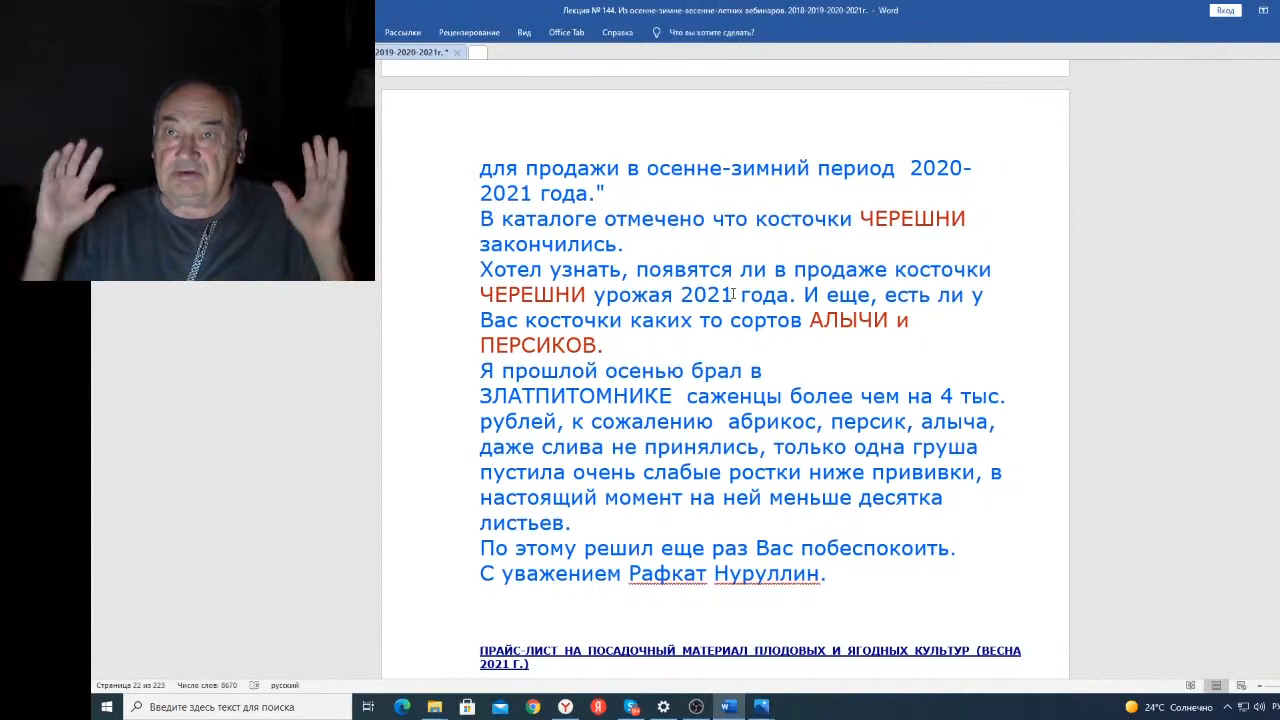 Лекция № 144. Из осенне-зимне-весенне-летних вебинаров. 2018-2019-2020-2021г. - Word
Вход
Рассылки Рецензирование Вид Office Tab Справка Что вы хотите сделать?
2019-2020-2021г. *
для продажи в осенне-зимний период 2020-
2021 года."
В каталоге отмечено что косточки ЧЕРЕШНИ
закончились.
Хотел узнать, появятся ли в продаже косточки
ЧЕРЕШНИ урожая 2021 года. И еще, есть ли у
Вас косточки каких то сортов АЛЫЧИ и
ПЕРСИКОВ.
Я прошлой осенью брал в
ЗЛАТПИТОМНИКЕ саженцы более чем на 4 тыс.
рублей, к сожалению абрикос, персик, алыча,
даже слива не принялись, только одна груша
пустила очень слабые ростки ниже прививки, в
настоящий момент на ней меньше десятка
листьев.
По этому решил еще раз Вас побеспокоить.
С уважением Рафкат Нуруллин.
ПРАЙС-ЛИСТ НА ПОСАДОЧНЫЙ МАТЕРИАЛ ПЛОДОВЫХ И ЯГОДНЫХ КУЛЬТУР (ВЕСНА
2021 Г.)
Страница 22 из 223 Число слов: 8670 русский
Введите здесь текст для поиска
24°C Солнечно